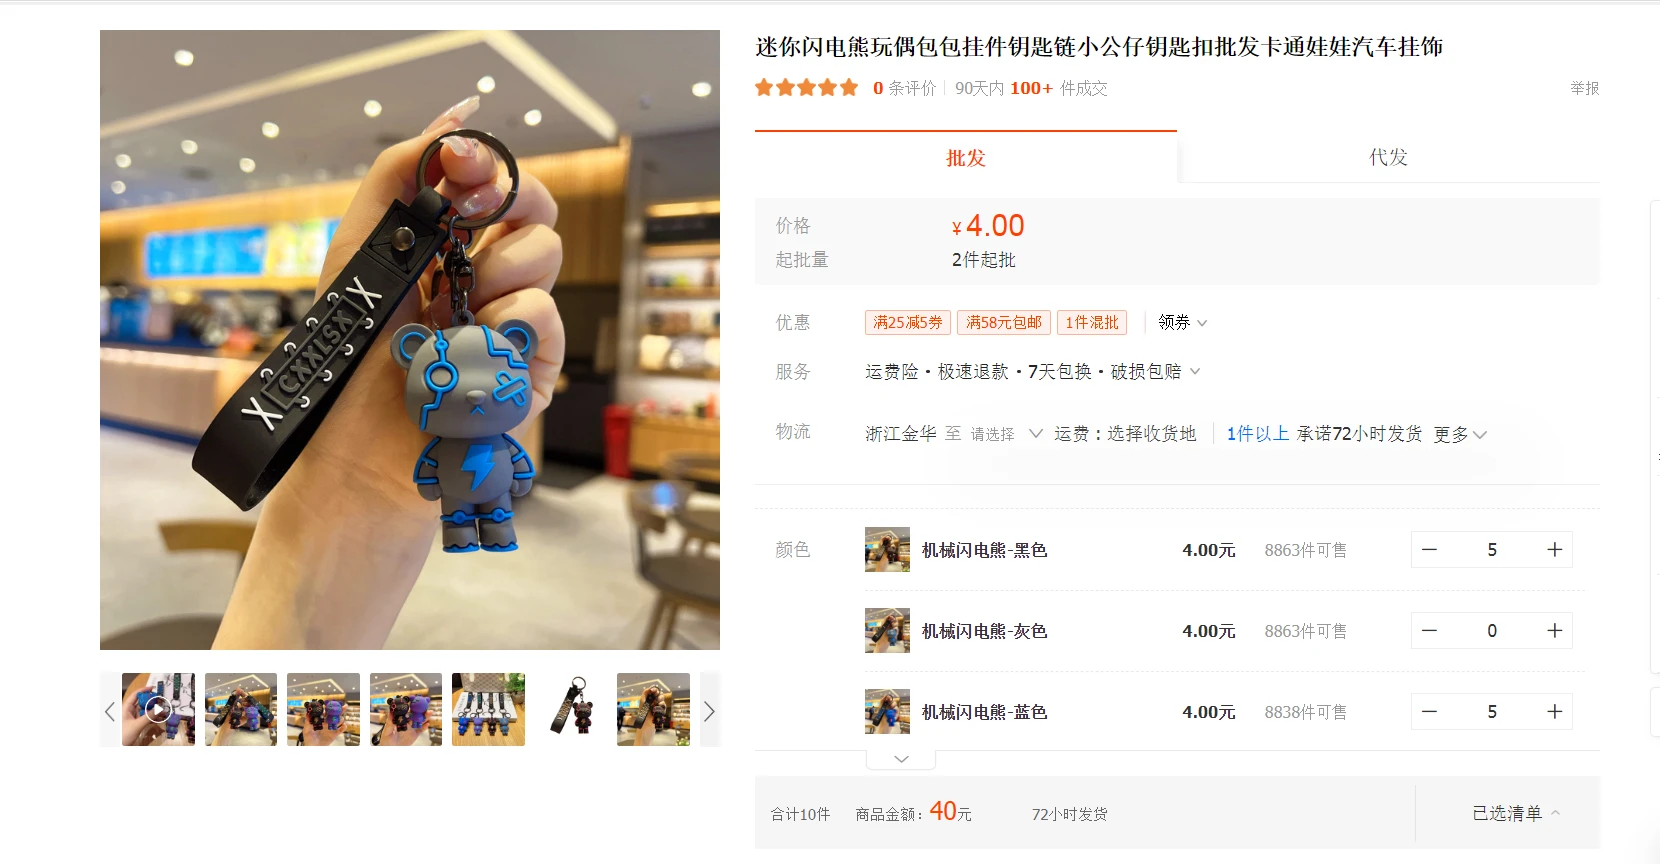 迷你闪电熊玩偶包包挂件钥匙链小公仔钥匙扣批发卡通娃娃汽车挂饰
0 条评价 90天内 100+ 件成交 举报
批发 代发
价格 ¥4.00
起批量 2件起批
优惠 满25减5券 满58元包邮 1件混批 领券
服务 运费险·极速退款·7天包换·破损包赔
物流 浙江金华 至 请选择 运费：选择收货地 1件以上 承诺72小时发货 更多
颜色 机械闪电熊-黑色 4.00元 8863件可售 — 5 +
机械闪电熊-灰色 4.00元 8863件可售 — 0 +
机械闪电熊-蓝色 4.00元 8838件可售 — 5 +
合计10件 商品金额：40元 72小时发货 已选清单
X CXXLSX X